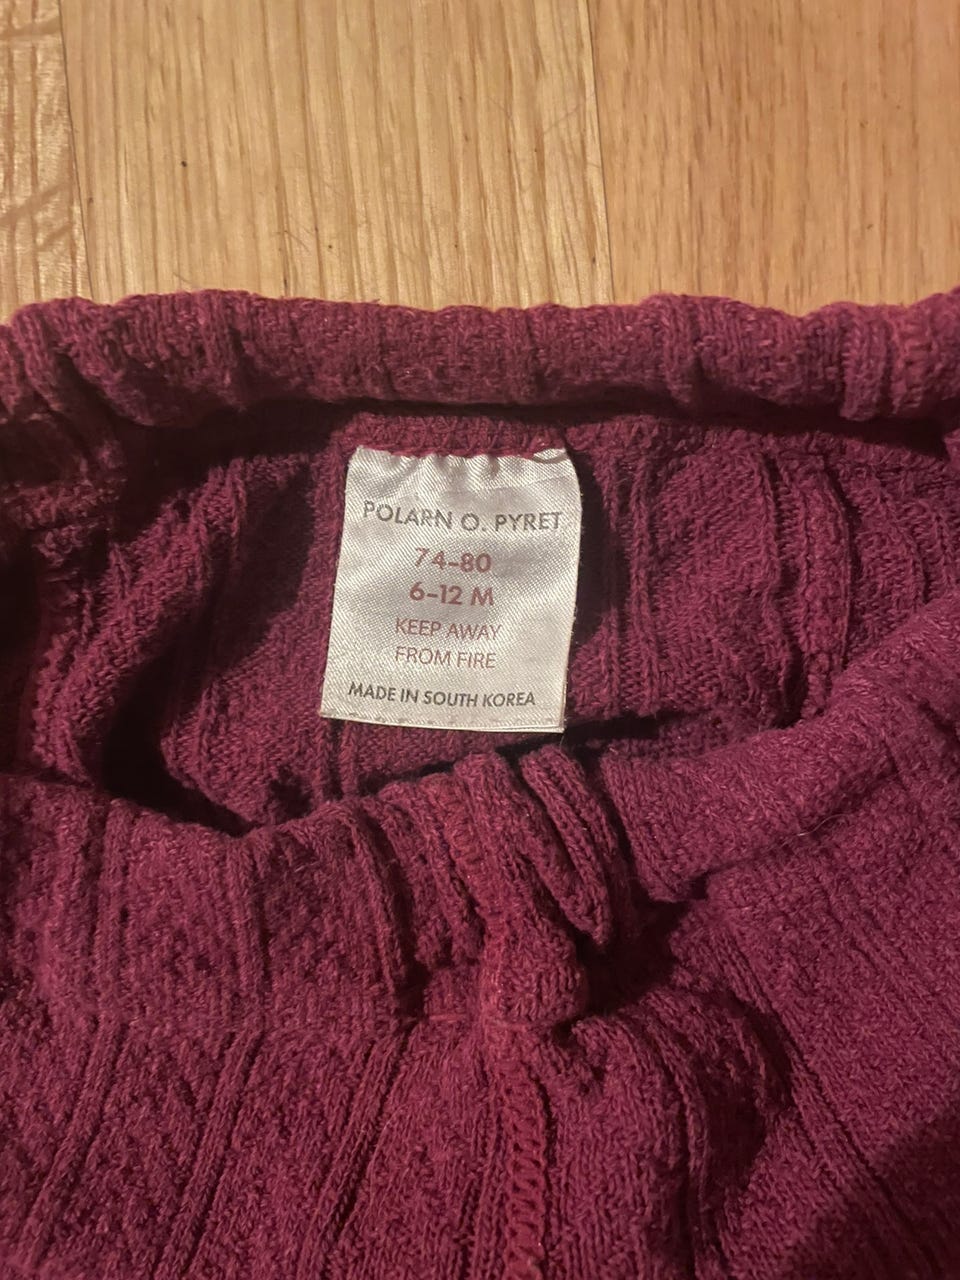 POLARN O. PYRET
74-80
6-12 M
KEEP AWAY
FROM FIRE
MADE IN SOUTH KOREA